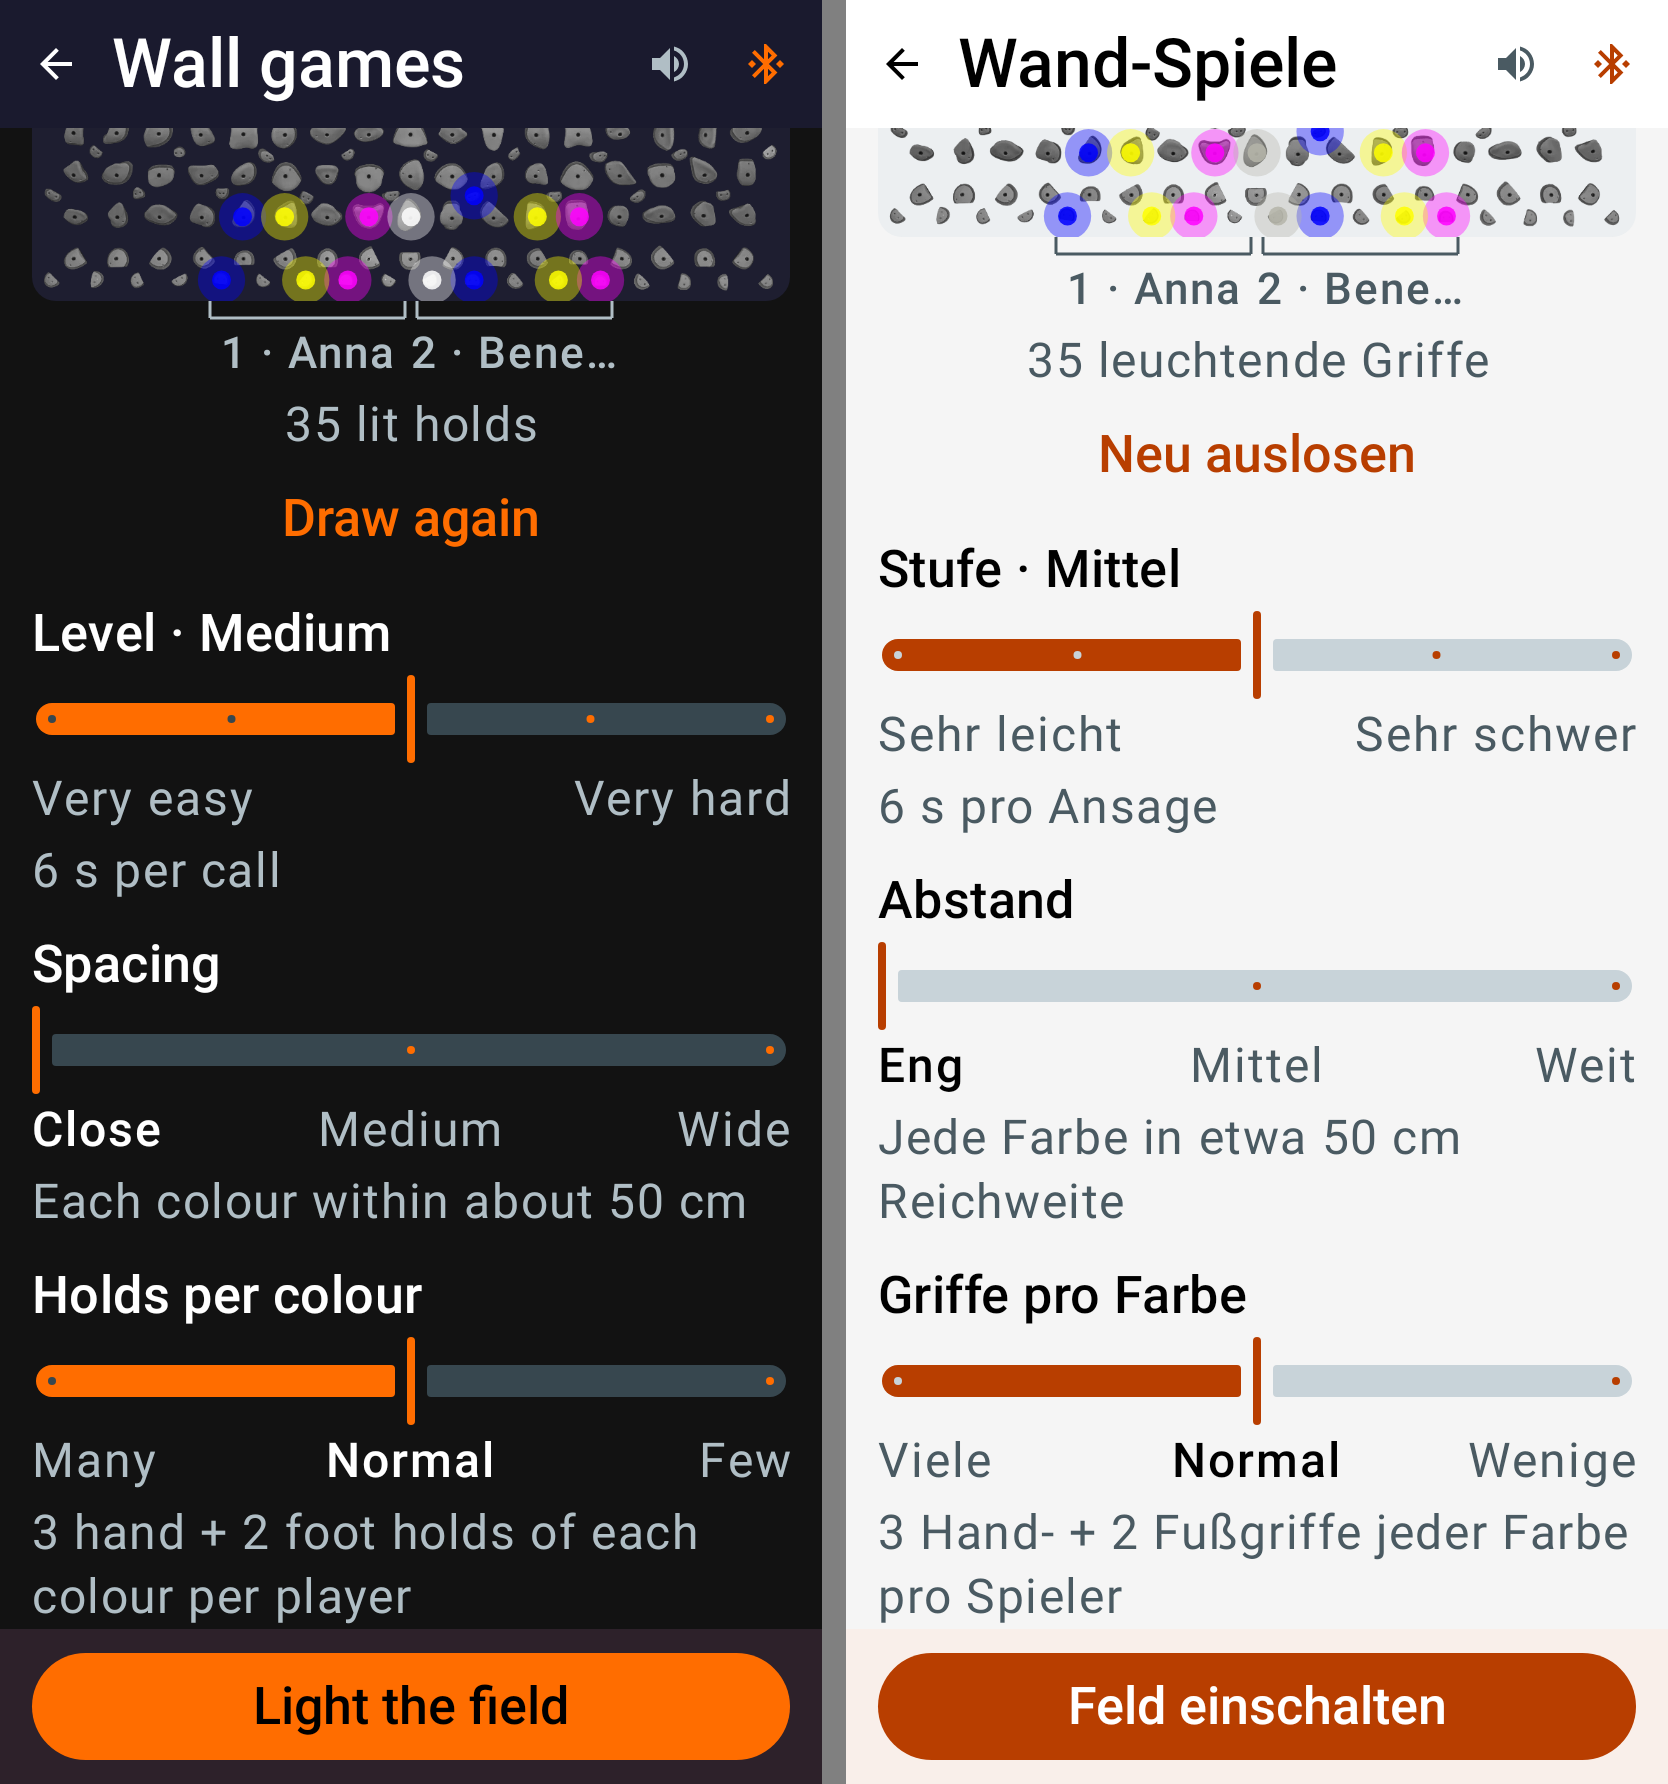 Wall games
1 · Anna 2 · Bene…
35 lit holds
Draw again
Level · Medium
Very easy Very hard
6 s per call
Spacing
Close Medium Wide
Each colour within about 50 cm
Holds per colour
Many Normal Few
3 hand + 2 foot holds of each
colour per player
Light the field
Wand-Spiele
1 · Anna 2 · Bene…
35 leuchtende Griffe
Neu auslosen
Stufe · Mittel
Sehr leicht Sehr schwer
6 s pro Ansage
Abstand
Eng Mittel Weit
Jede Farbe in etwa 50 cm
Reichweite
Griffe pro Farbe
Viele Normal Wenige
3 Hand- + 2 Fußgriffe jeder Farbe
pro Spieler
Feld einschalten